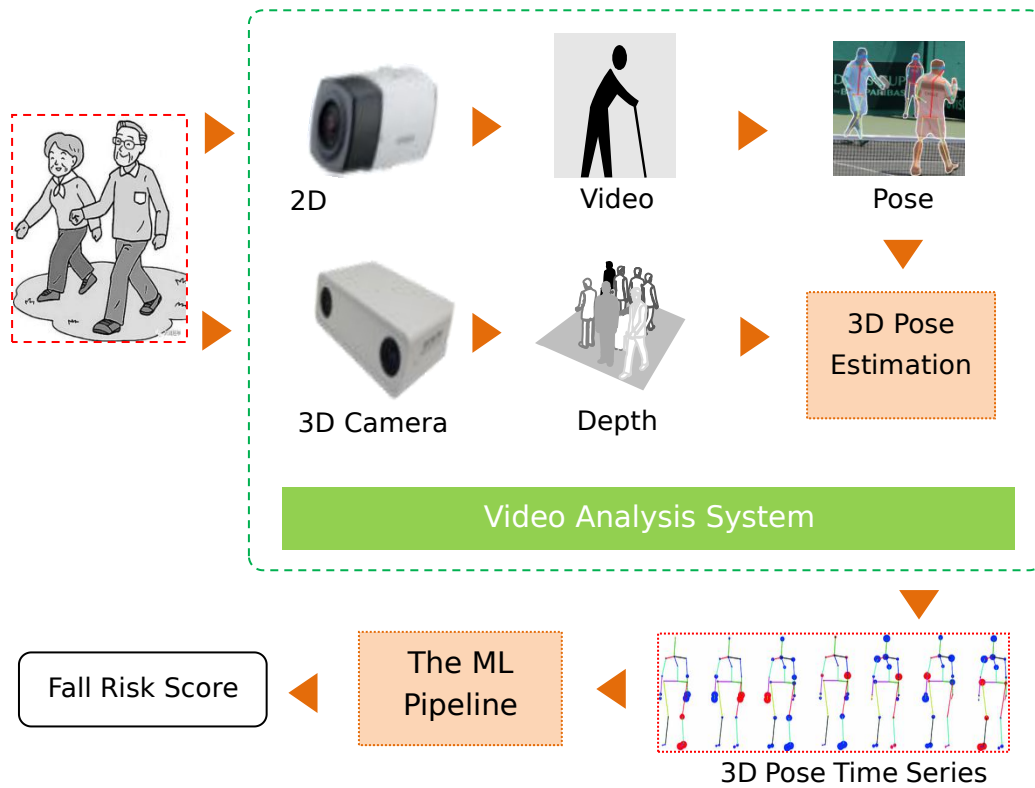 2D
Video
Pose
3D Camera
Depth
3D Pose
Estimation
Video Analysis System
3D Pose Time Series
The ML
Pipeline
Fall Risk Score